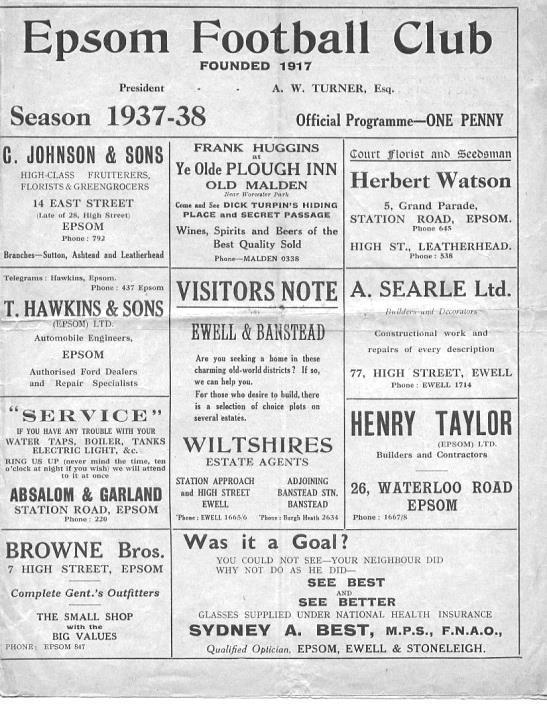 Epsom Football Club
FOUNDED 1917
President - - A. W. TURNER, Esq.
Season 1937-38 Official Programme—ONE PENNY
C. JOHNSON & SONS
HIGH-CLASS FRUITERERS,
FLORISTS & GREENGROCERS
14 EAST STREET
(Late of 28, High Street)
EPSOM
Phone : 792
Branches—Sutton, Ashtead and Leatherhead
FRANK HUGGINS
at
Ye Olde PLOUGH INN
OLD MALDEN
Near Worcester Park
Come and See DICK TURPIN'S HIDING
PLACE and SECRET PASSAGE
Wines, Spirits and Beers of the
Best Quality Sold
Phone—MALDEN 0338
Court Florist and Seedsman
Herbert Watson
5, Grand Parade,
STATION ROAD, EPSOM.
Phone 645
HIGH ST., LEATHERHEAD.
Phone : 538
Telegrams : Hawkins, Epsom.
Phone : 437 Epsom
T. HAWKINS & SONS
(EPSOM) LTD.
Automobile Engineers,
EPSOM
Authorised Ford Dealers
and Repair Specialists
VISITORS NOTE
EWELL & BANSTEAD
Are you seeking a home in these
charming old-world districts ? If so,
we can help you.
For those who desire to build, there
is a selection of choice plots on
several estates.
WILTSHIRES
ESTATE AGENTS
STATION APPROACH
and HIGH STREET
EWELL
'Phone : EWELL 1665/6
ADJOINING
BANSTEAD STN.
BANSTEAD
'Phone : Burgh Heath 2634
A. SEARLE Ltd.
Builders and Decorators
Constructional work and
repairs of every description
77, HIGH STREET, EWELL
Phone : EWELL 1714
"SERVICE"
IF YOU HAVE ANY TROUBLE WITH YOUR
WATER TAPS, BOILER, TANKS
ELECTRIC LIGHT, &c.
RING US UP (never mind the time, ten
o'clock at night if you wish) we will attend
to it at once
ABSALOM & GARLAND
STATION ROAD, EPSOM
Phone : 220
HENRY TAYLOR
(EPSOM) LTD.
Builders and Contractors
26, WATERLOO ROAD
EPSOM
Phone : 1667/8
BROWNE Bros.
7 HIGH STREET, EPSOM
Complete Gent.'s Outfitters
THE SMALL SHOP
with the
BIG VALUES
PHONE: EPSOM 847
Was it a Goal?
YOU COULD NOT SEE—YOUR NEIGHBOUR DID
WHY NOT DO AS HE DID—
SEE BEST
AND
SEE BETTER
GLASSES SUPPLIED UNDER NATIONAL HEALTH INSURANCE
SYDNEY A. BEST, M.P.S., F.N.A.O.,
Qualified Optician, EPSOM, EWELL & STONELEIGH.